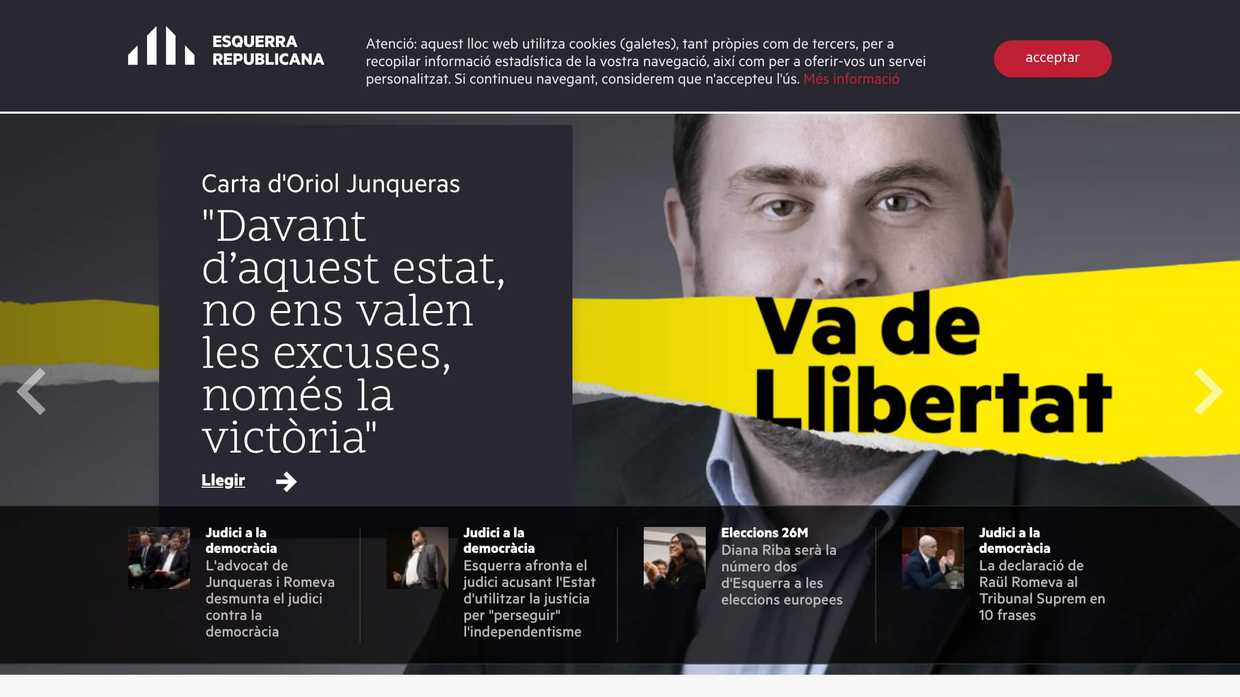 ESQUERRA
REPUBLICANA
Atenció: aquest lloc web utilitza cookies (galetes), tant pròpies com de tercers, per a
recopilar informació estadística de la vostra navegació, així com per a oferir-vos un servei
personalitzat. Si continueu navegant, considerem que n'accepteu l'ús. Més informació
acceptar
Carta d'Oriol Junqueras
"Davant
d’aquest estat,
no ens valen
les excuses,
només la
victòria"
Llegir
Va de
Llibertat
Judici a la
democràcia
L'advocat de
Junqueras i Romeva
desmunta el judici
contra la
democràcia
Judici a la
democràcia
Esquerra afronta el
judici acusant l'Estat
d'utilitzar la justícia
per "perseguir"
l'independentisme
Eleccions 26M
Diana Riba serà la
número dos
d'Esquerra a les
eleccions europees
Judici a la
democràcia
La declaració de
Raül Romeva al
Tribunal Suprem en
10 frases